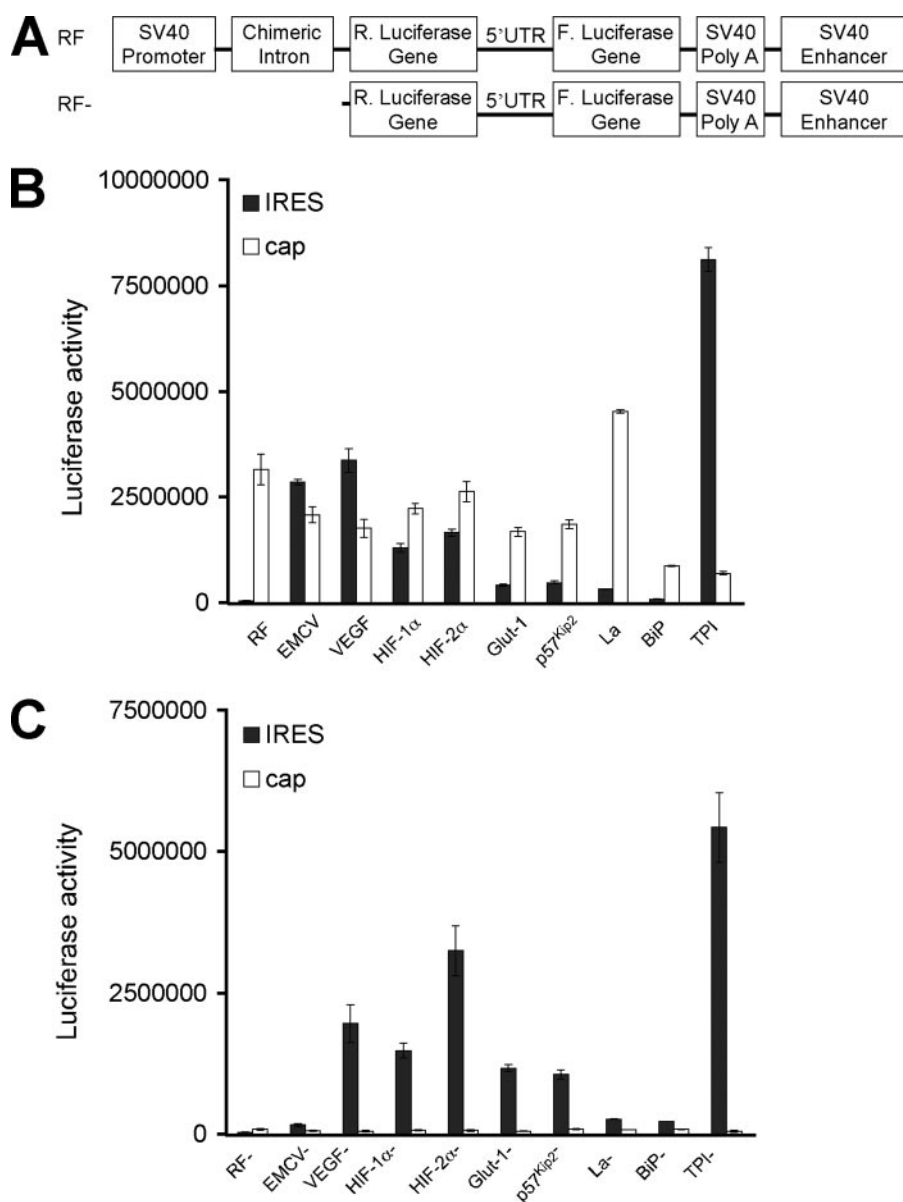 A
RF
SV40 Promoter
Chimeric Intron
R. Luciferase Gene
5'UTR
F. Luciferase Gene
SV40 Poly A
SV40 Enhancer
RF-
R. Luciferase Gene
5'UTR
F. Luciferase Gene
SV40 Poly A
SV40 Enhancer
B
10000000
7500000
5000000
2500000
0
Luciferase activity
IRES
cap
RF
EMCV
VEGF
HIF-1α
HIF-2α
Glut-1
p57Kip2
La
BiP
TPI
C
7500000
5000000
2500000
0
Luciferase activity
IRES
cap
RF-
EMCV-
VEGF-
HIF-1α-
HIF-2α-
Glut-1-
p57Kip2-
La-
BiP-
TPI-